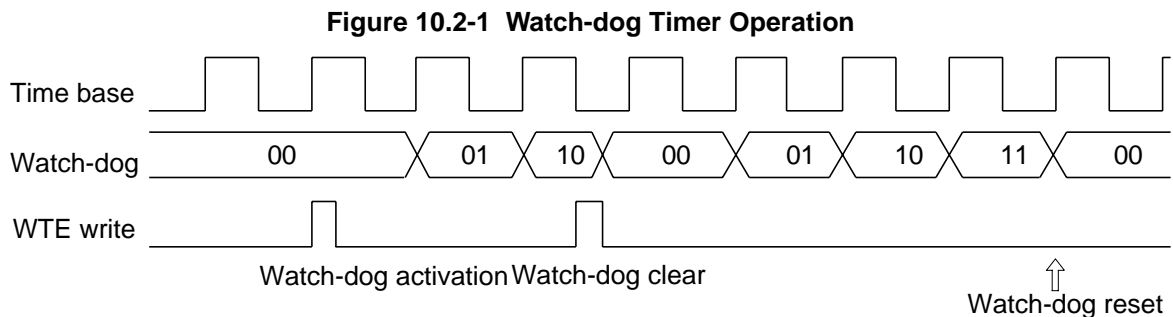 Figure 10.2-1  Watch-dog Timer Operation
Time base
Watch-dog 00 01 10 00 01 10 11 00
WTE write
Watch-dog activation Watch-dog clear
Watch-dog reset